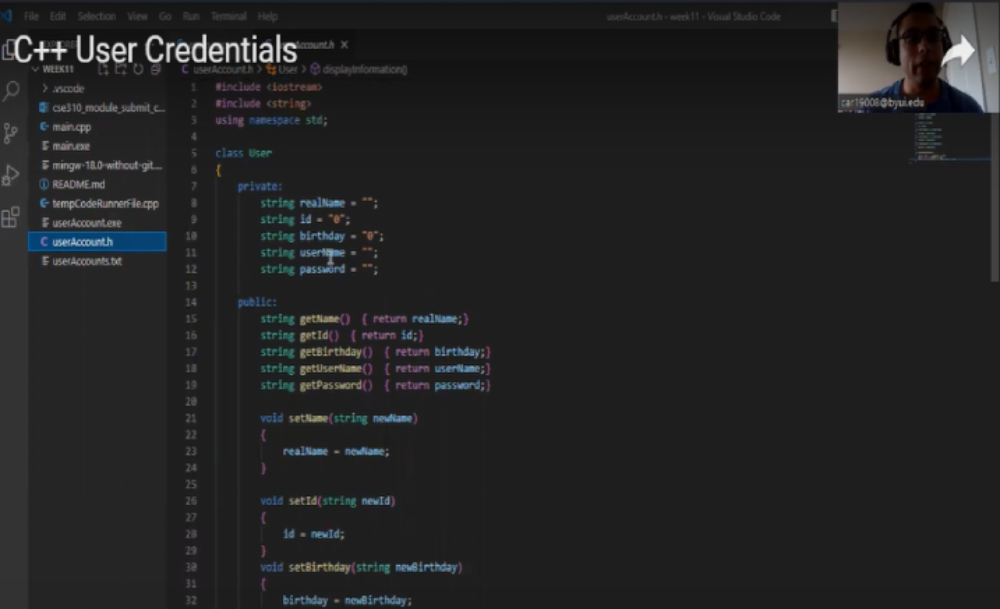 File Edit Selection View Go Run Terminal Help
userAccount.h - week11 - Visual Studio Code
C++ User Credentials
Account.h
WEEK11
userAccount.h > User > displayInformation()
.vscode
cse310_module_submit_c...
main.cpp
main.exe
mingw-18.0-without-git...
README.md
tempCodeRunnerFile.cpp
userAccount.exe
userAccount.h
userAccounts.txt
car19008@byui.edu
1 #include <iostream>
2 #include <string>
3 using namespace std;
4
5 class User
6 {
7 private:
8 string realName = "";
9 string id = "0";
10 string birthday = "0";
11 string userName = "";
12 string password = "";
13
14 public:
15 string getName() { return realName;}
16 string getId() { return id;}
17 string getBirthday() { return birthday;}
18 string getUserName() { return userName;}
19 string getPassword() { return password;}
20
21 void setName(string newName)
22 {
23 realName = newName;
24 }
25
26 void setId(string newId)
27 {
28 id = newId;
29 }
30 void setBirthday(string newBirthday)
31 {
32 birthday = newBirthday;